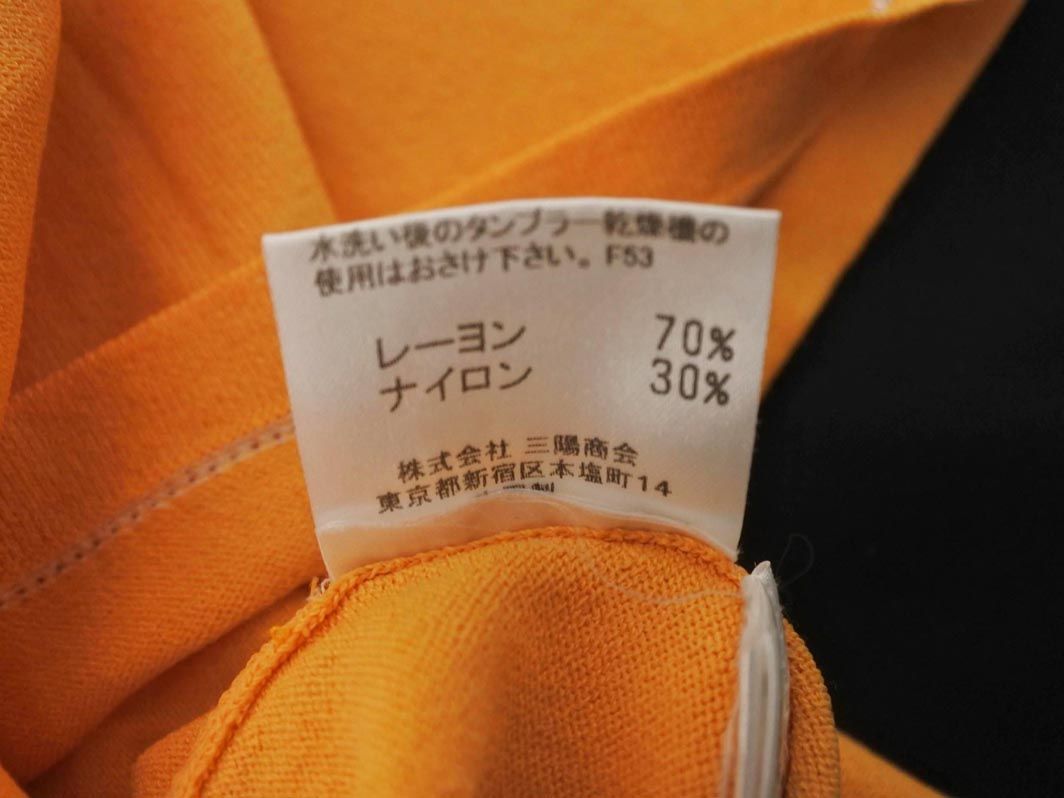 水洗い後のタンブラー乾燥機の
使用はおさけ下さい。F53
レーヨン 70%
ナイロン 30%
株式会社 三陽商会
東京都新宿区本塩町14